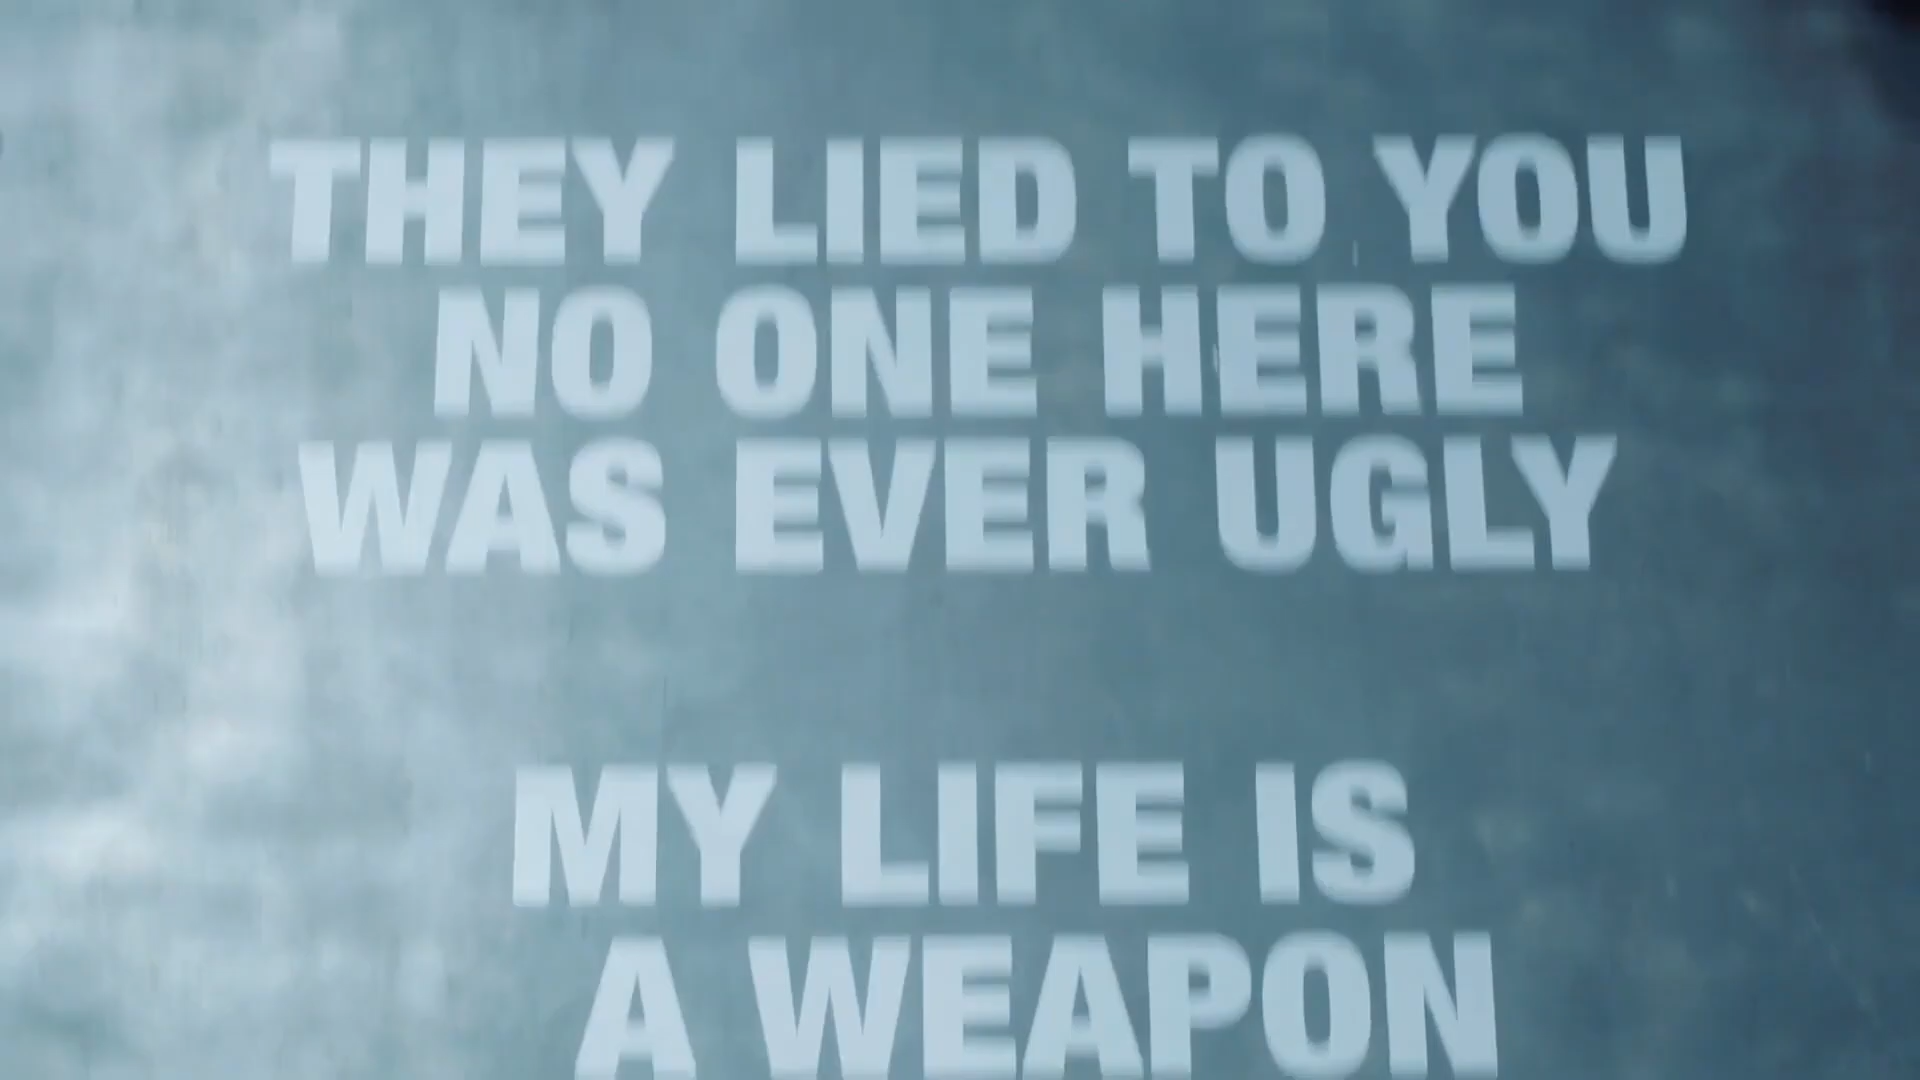 THEY LIED TO YOU
NO ONE HERE
WAS EVER UGLY
MY LIFE IS
A WEAPON